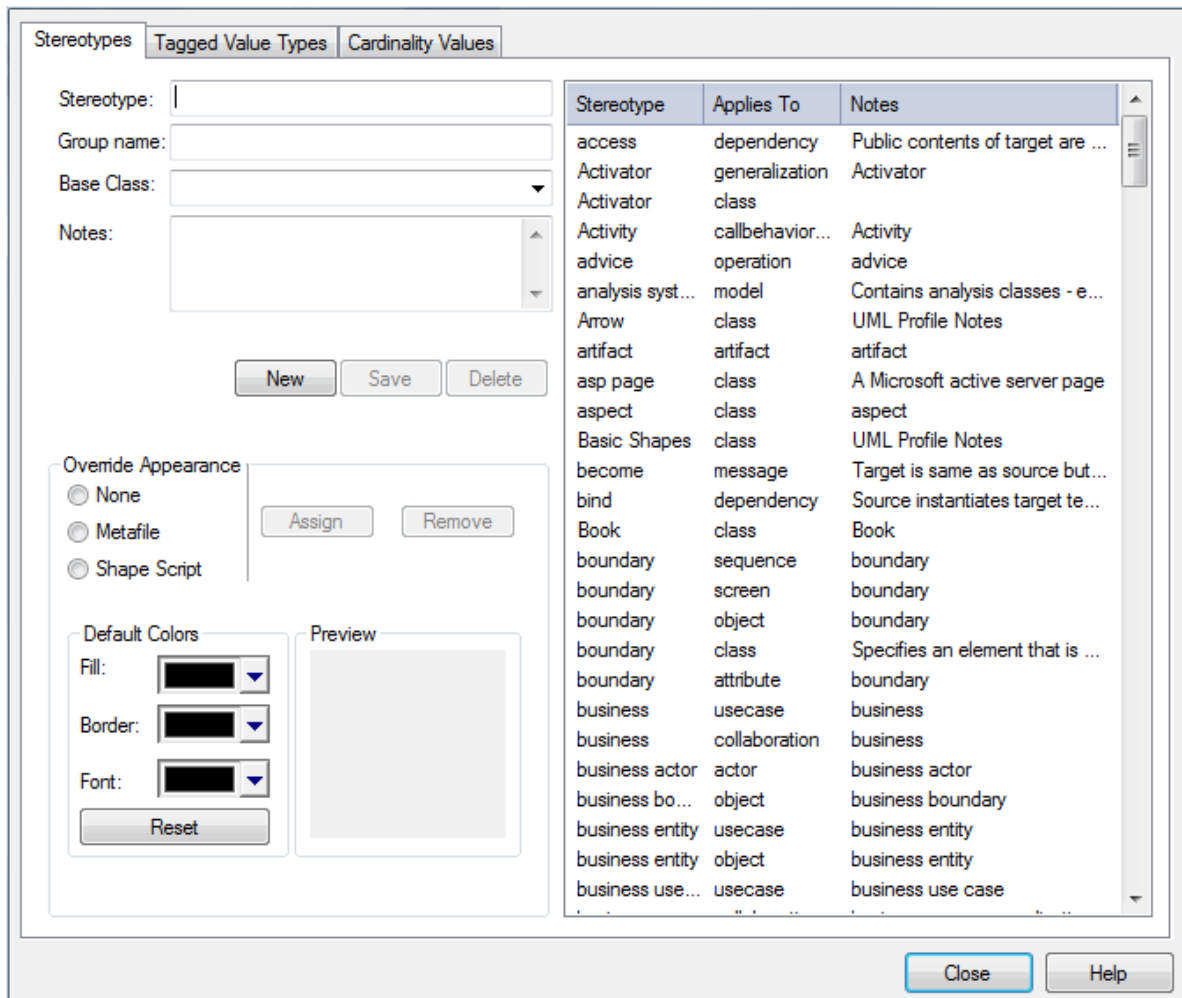 Stereotypes Tagged Value Types Cardinality Values
Stereotype:
Group name:
Base Class:
Notes:
New Save Delete
Override Appearance
None
Metafile
Shape Script
Assign Remove
Default Colors
Fill:
Border:
Font:
Reset
Preview
Stereotype Applies To Notes
access dependency Public contents of target are ...
Activator generalization Activator
Activator class
Activity callbehavior... Activity
advice operation advice
analysis syst... model Contains analysis classes - e...
Arrow class UML Profile Notes
artifact artifact artifact
asp page class A Microsoft active server page
aspect class aspect
Basic Shapes class UML Profile Notes
become message Target is same as source but...
bind dependency Source instantiates target te...
Book class Book
boundary sequence boundary
boundary screen boundary
boundary object boundary
boundary class Specifies an element that is ...
boundary attribute boundary
business usecase business
business collaboration business
business actor actor business actor
business bo... object business boundary
business entity usecase business entity
business entity object business entity
business use... usecase business use case
Close Help